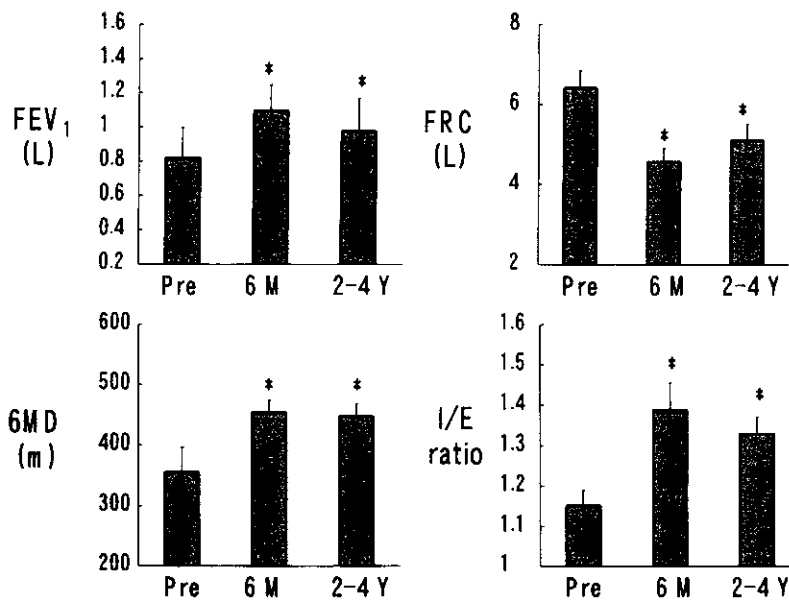 1.6
1.4
1.2
1
0.8
0.6
0.4
0.2
FEV1
(L)
*
*
Pre
6 M
2-4 Y
8
6
4
2
FRC
(L)
*
*
Pre
6 M
2-4 Y
600
500
400
300
200
6MD
(m)
*
*
Pre
6 M
2-4 Y
1.6
1.5
1.4
1.3
1.2
1.1
1
I/E
ratio
*
*
Pre
6 M
2-4 Y